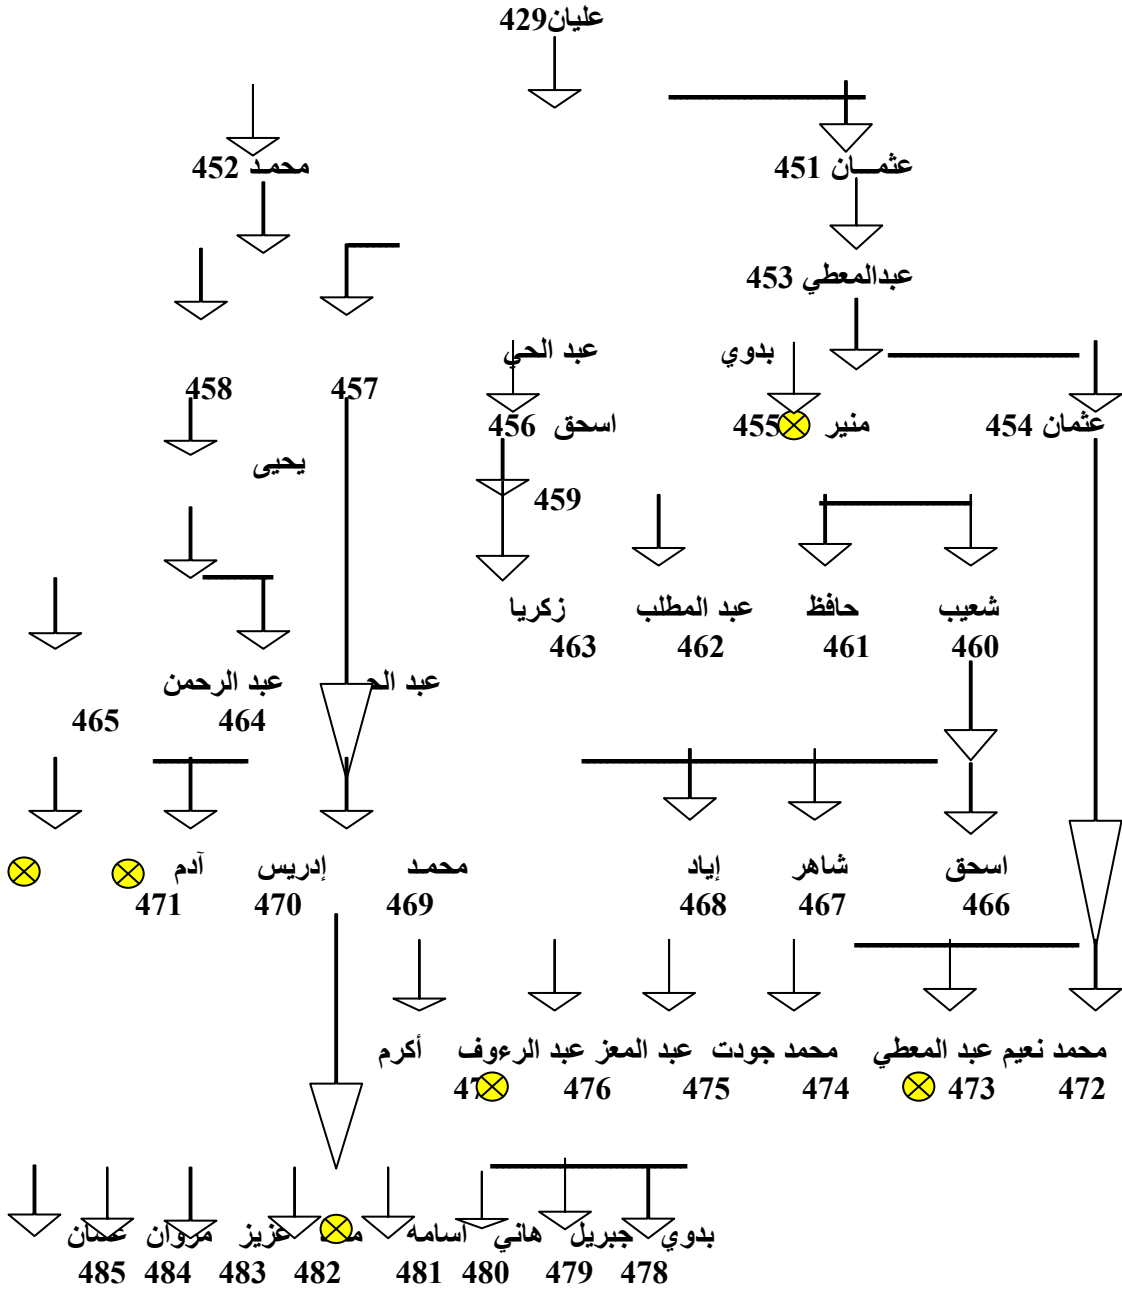 عليان429
عثمـــان 451 محمـد 452
عبدالمعطي 453
بدوي عبد الحي
457 458
عثمان 454 منير 455 اسحق 456
يحيى
459
شعيب حافظ عبد المطلب زكريا
460 461 462 463
عبد الرحمن
464 465
اسحق شاهر إياد محمـد إدريس آدم
466 467 468 469 470 471
محمد نعيم عبد المعطي محمد جودت عبد المعز عبد الرءوف أكرم
472 473 474 475 476
بدوي جبريل هاني اسامه عزيز مروان
478 479 480 481 482 483 484 485